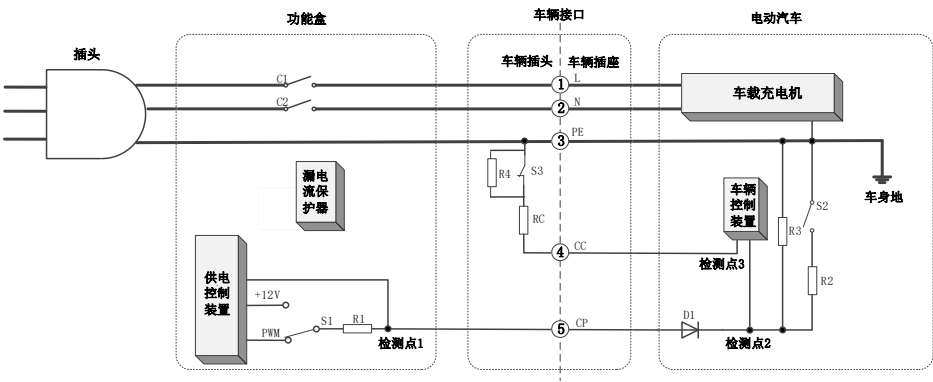 功能盒
车辆接口
电动汽车
插头
车辆插头
车辆插座
C1
1
L
车载充电机
C2
2
N
3
PE
漏电
流保
护器
R4
S3
RC
车辆
控制
装置
S2
R3
车身地
4
CC
检测点3
R2
供电
控制
装置
+12V
PWM
S1
R1
检测点1
5
CP
D1
检测点2